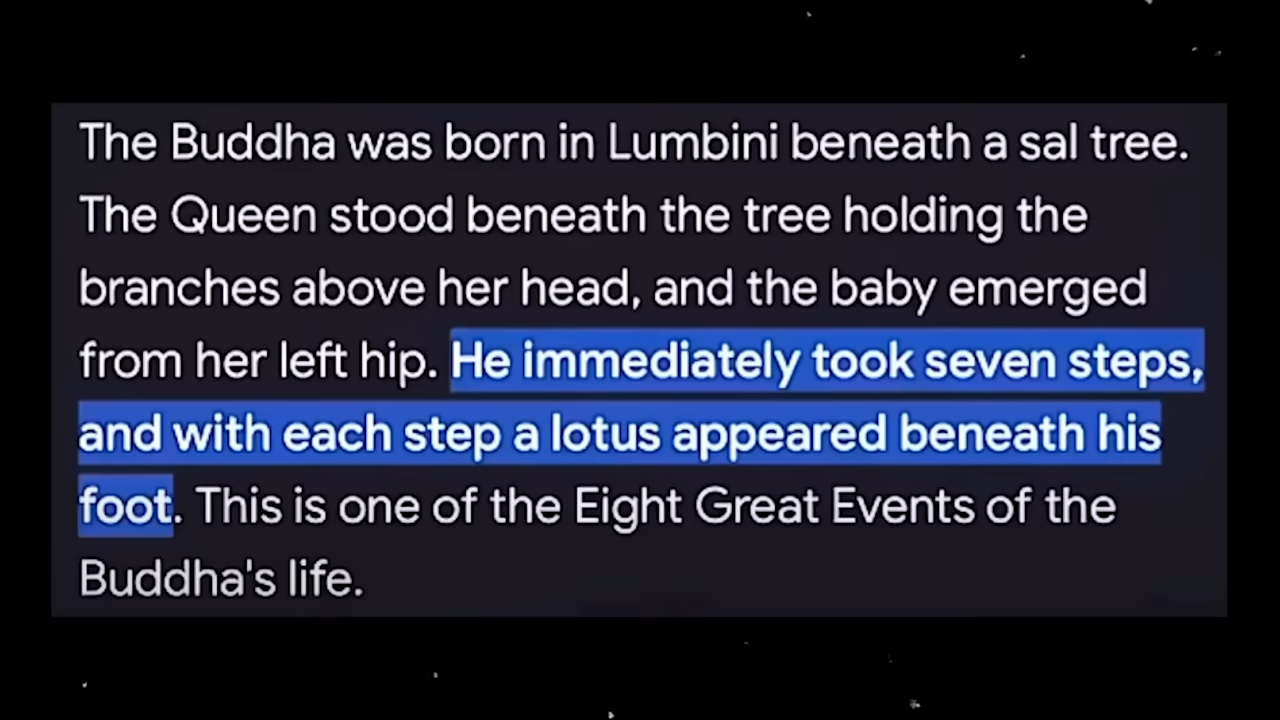 The Buddha was born in Lumbini beneath a sal tree.
The Queen stood beneath the tree holding the
branches above her head, and the baby emerged
from her left hip. He immediately took seven steps,
and with each step a lotus appeared beneath his
foot. This is one of the Eight Great Events of the
Buddha's life.